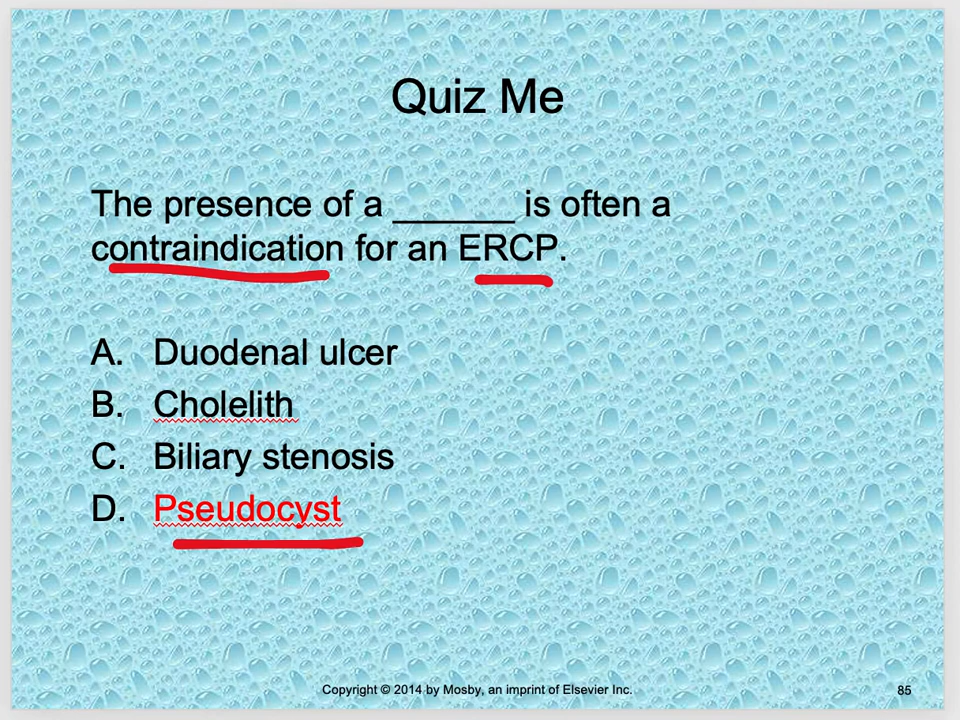 Quiz Me
The presence of a ______ is often a
contraindication for an ERCP.
A. Duodenal ulcer
B. Cholelith
C. Biliary stenosis
D. Pseudocyst
Copyright © 2014 by Mosby, an imprint of Elsevier Inc.
85